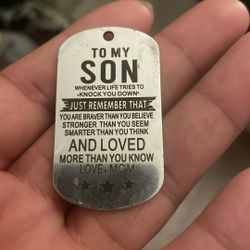 TO MY
SON
WHENEVER LIFE TRIES TO
KNOCK YOU DOWN
JUST REMEMBER THAT
YOU ARE BRAVER THAN YOU BELIEVE
STRONGER THAN YOU SEEM
SMARTER THAN YOU THINK
AND LOVED
MORE THAN YOU KNOW
LOVE, MOM